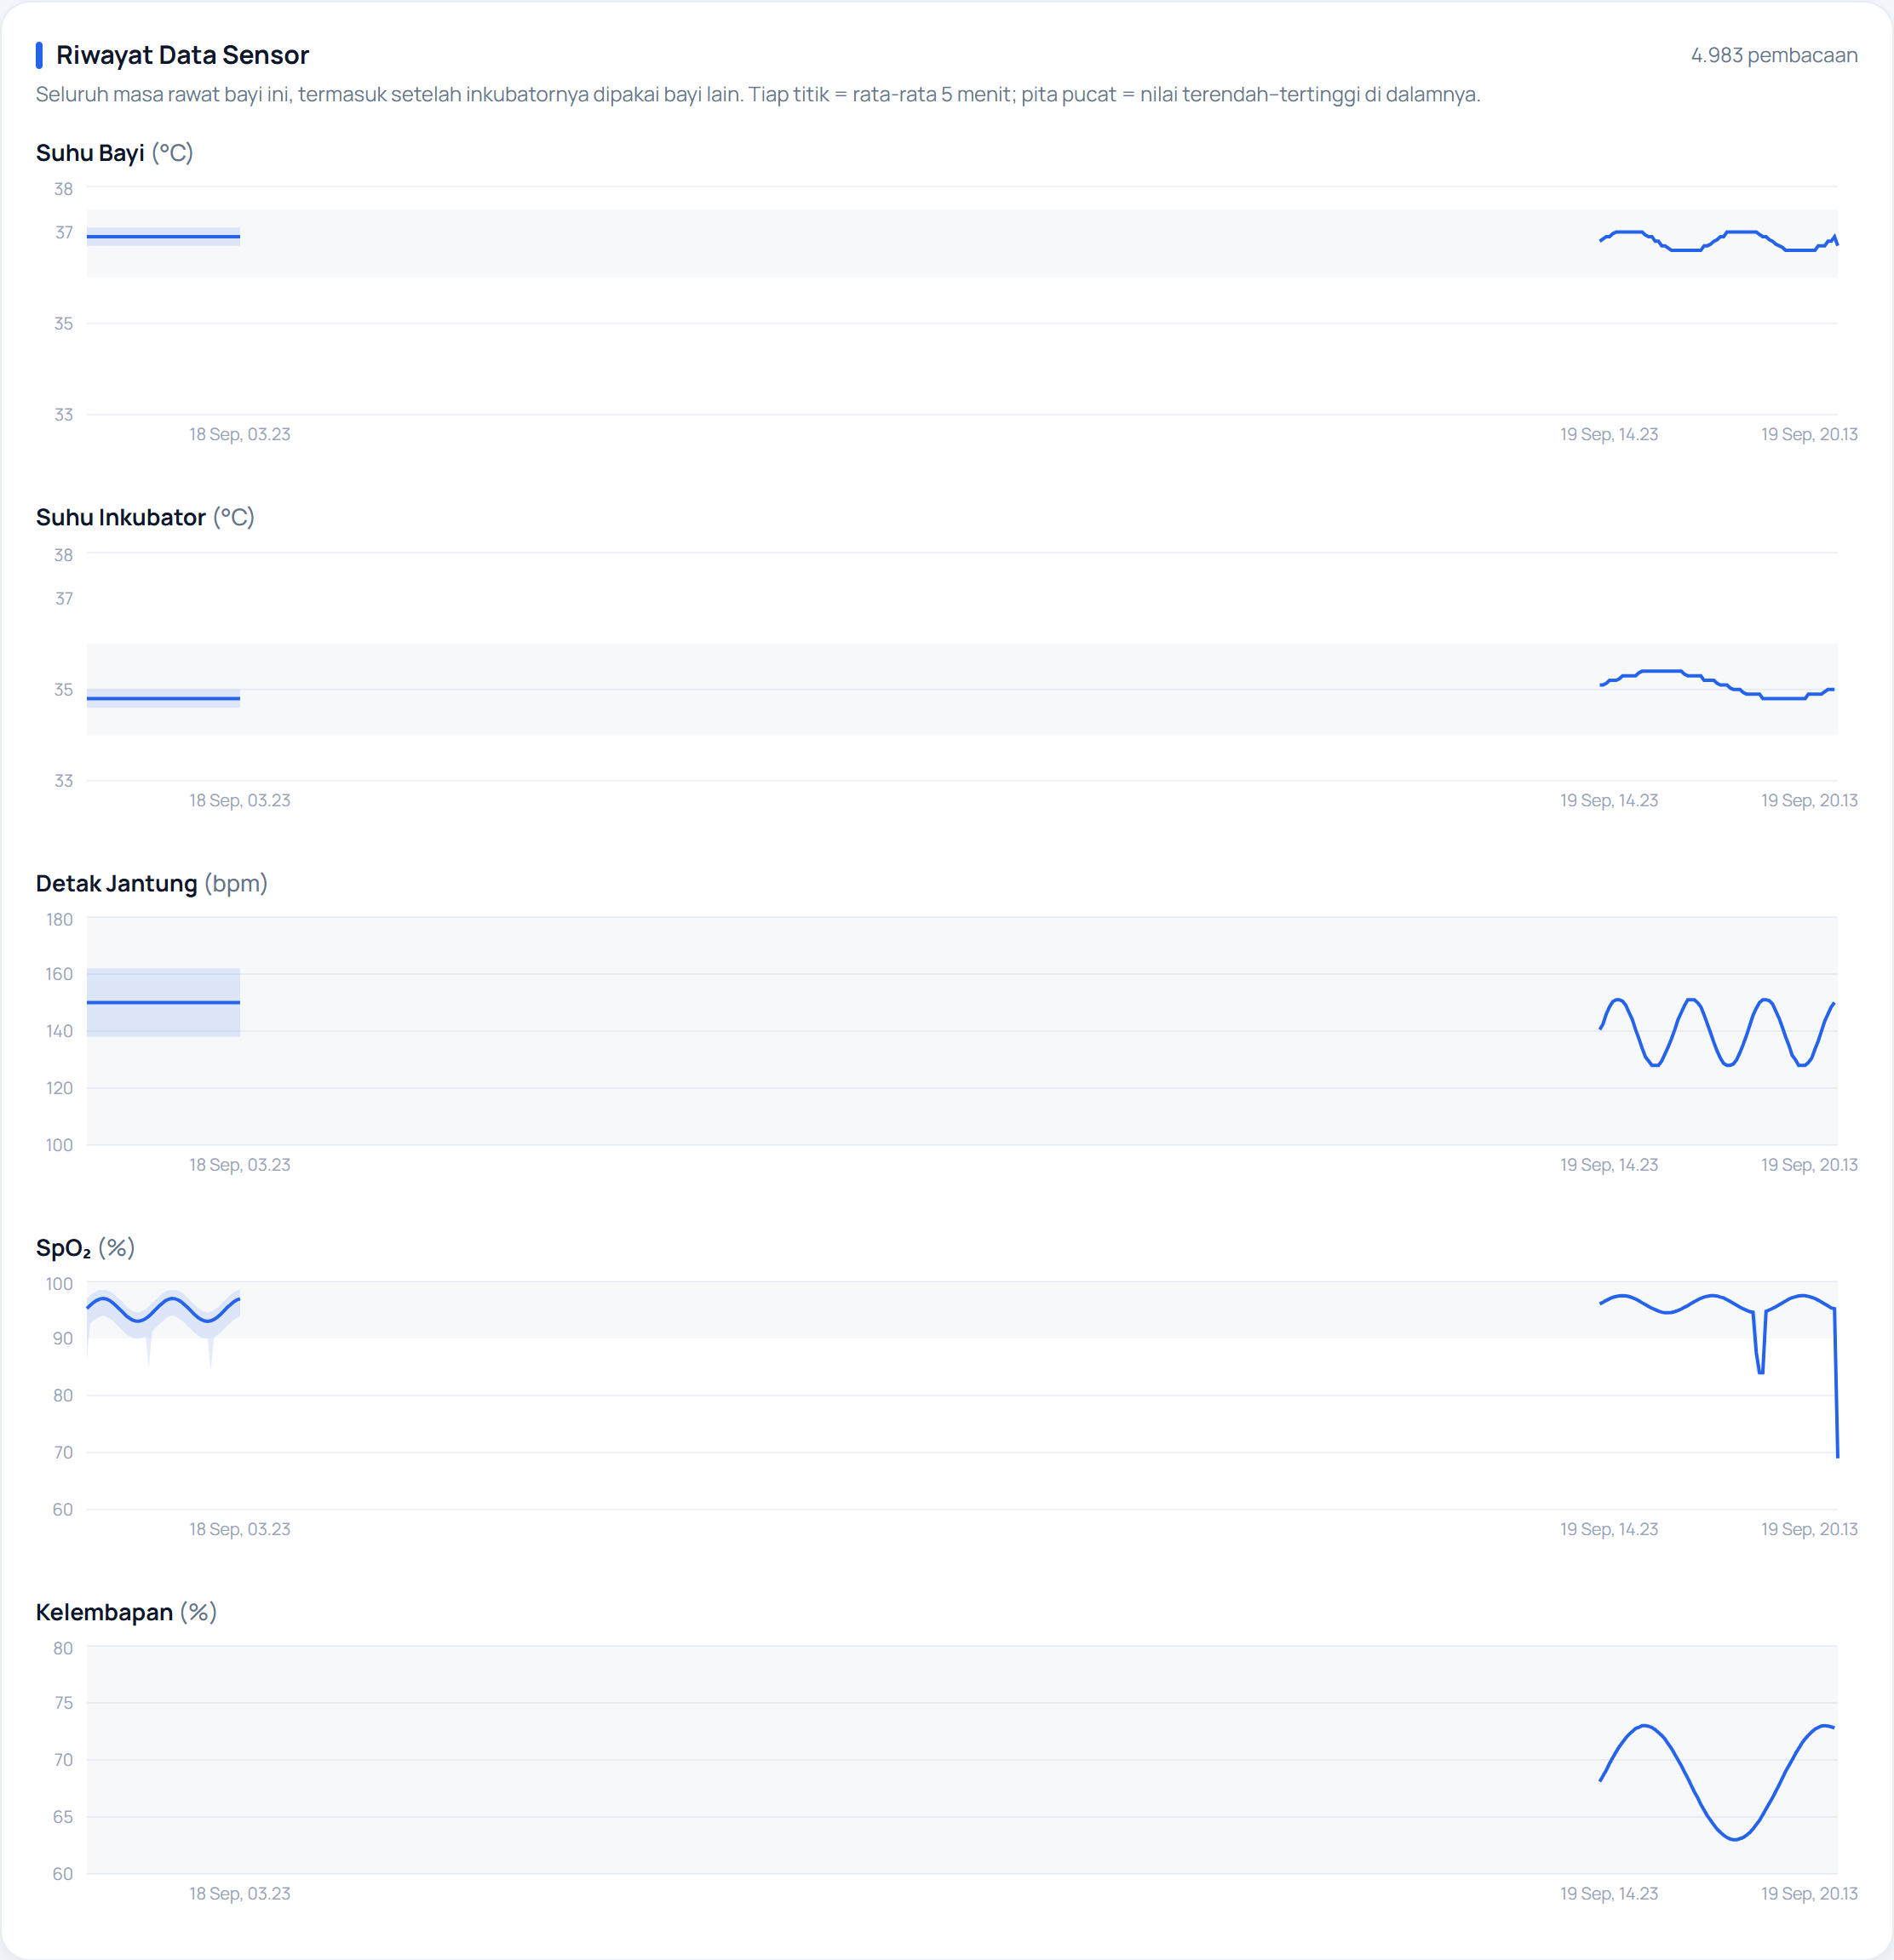 Riwayat Data Sensor
4.983 pembacaan
Seluruh masa rawat bayi ini, termasuk setelah inkubatornya dipakai bayi lain. Tiap titik = rata-rata 5 menit; pita pucat = nilai terendah–tertinggi di dalamnya.
Suhu Bayi (°C)
38
37
35
33
18 Sep, 03.23
19 Sep, 14.23
19 Sep, 20.13
Suhu Inkubator (°C)
38
37
35
33
18 Sep, 03.23
19 Sep, 14.23
19 Sep, 20.13
Detak Jantung (bpm)
180
160
140
120
100
18 Sep, 03.23
19 Sep, 14.23
19 Sep, 20.13
SpO₂ (%)
100
90
80
70
60
18 Sep, 03.23
19 Sep, 14.23
19 Sep, 20.13
Kelembapan (%)
80
75
70
65
60
18 Sep, 03.23
19 Sep, 14.23
19 Sep, 20.13